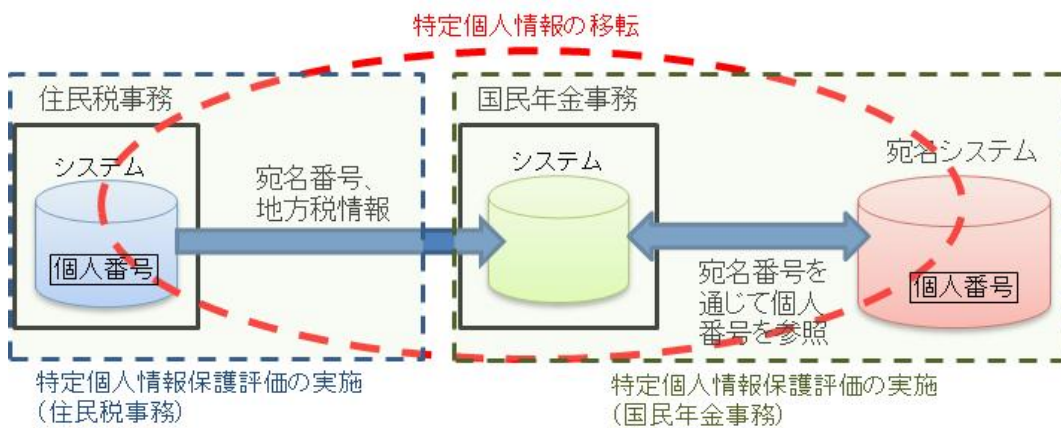 特定個人情報の移転
住民税事務
システム
個人番号
宛名番号、
地方税情報
国民年金事務
システム
宛名番号を
通じて個人
番号を参照
宛名システム
個人番号
特定個人情報保護評価の実施
(住民税事務)
特定個人情報保護評価の実施
(国民年金事務)